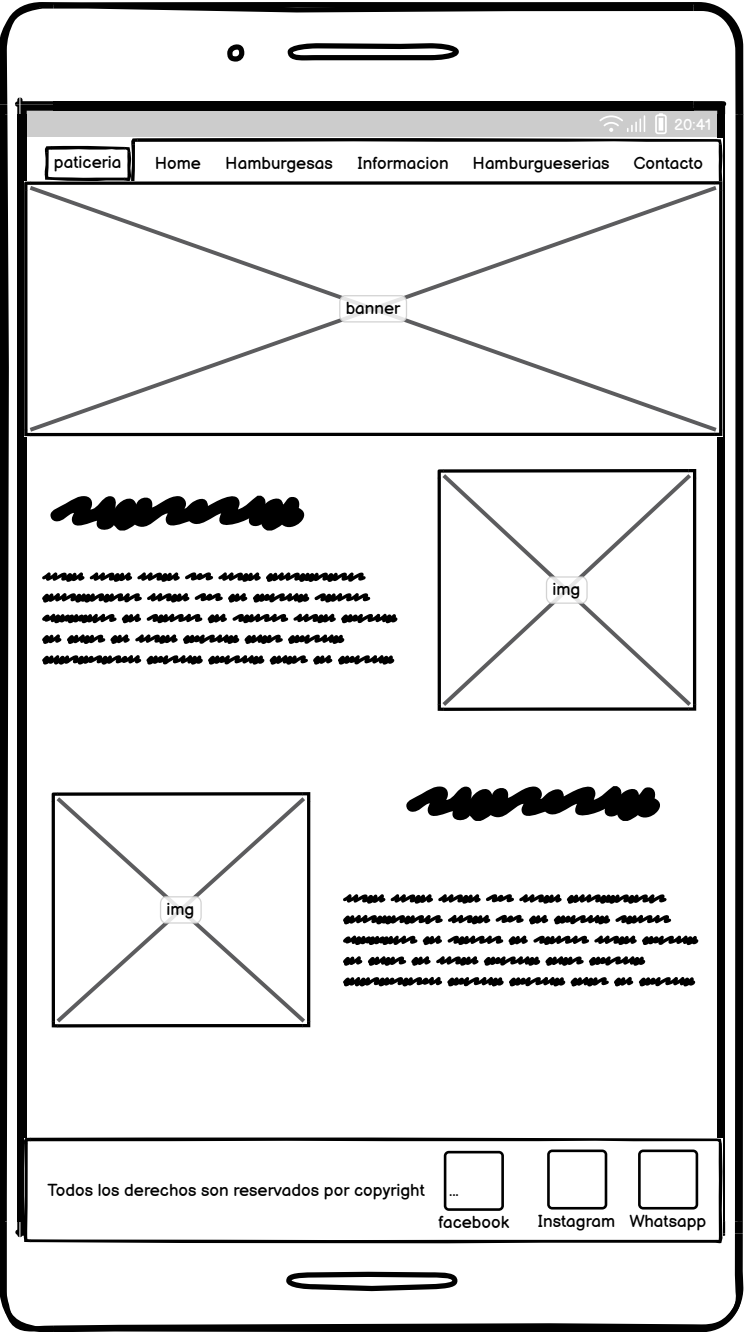 20:41
paticeria Home Hamburgesas Informacion Hamburgueserias Contacto
banner
img
img
Todos los derechos son reservados por copyright
...
facebook Instagram Whatsapp